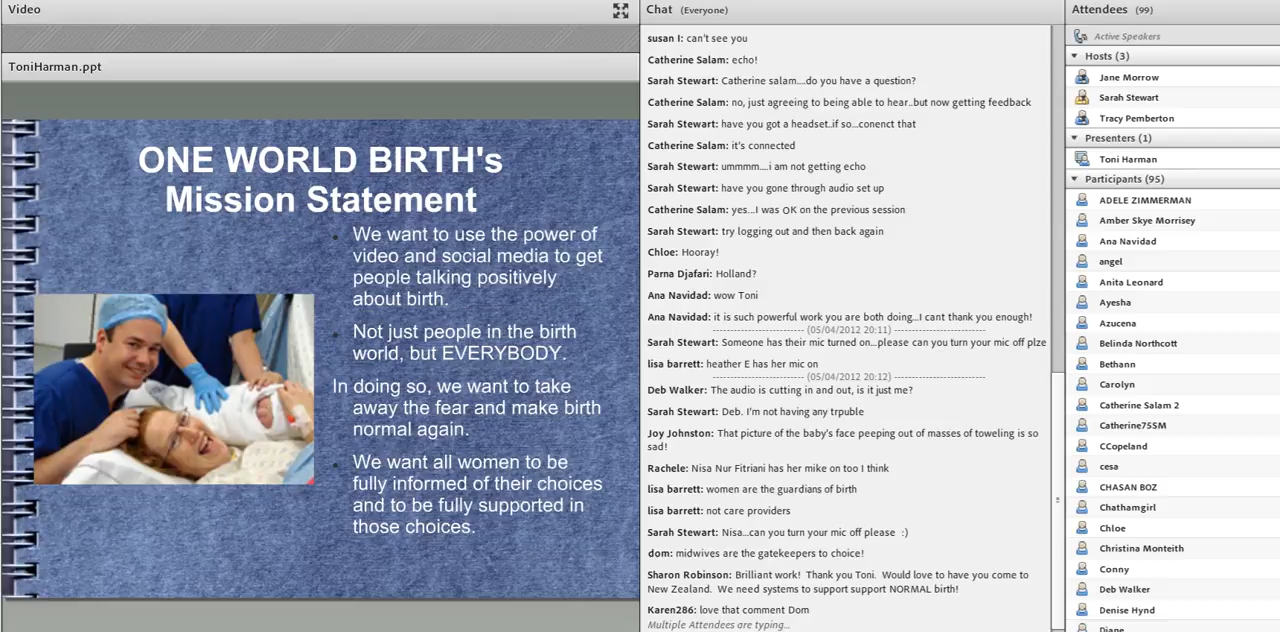 Video
ToniHarman.ppt
ONE WORLD BIRTH's
Mission Statement
We want to use the power of
video and social media to get
people talking positively
about birth.
Not just people in the birth
world, but EVERYBODY.
In doing so, we want to take
away the fear and make birth
normal again.
We want all women to be
fully informed of their choices
and to be fully supported in
those choices.
Chat (Everyone)
susan I: can't see you
Catherine Salam: echo!
Sarah Stewart: Catherine salam....do you have a question?
Catherine Salam: no, just agreeing to being able to hear..but now getting feedback
Sarah Stewart: have you got a headset..if so...conenct that
Catherine Salam: it's connected
Sarah Stewart: ummmm....i am not getting echo
Sarah Stewart: have you gone through audio set up
Catherine Salam: yes...I was OK on the previous session
Sarah Stewart: try logging out and then back again
Chloe: Hooray!
Parna Djafari: Holland?
Ana Navidad: wow Toni
Ana Navidad: it is such powerful work you are both doing...I cant thank you enough!
------------------------ (05/04/2012 20:11) ------------------------
Sarah Stewart: Someone has their mic turned on...please can you turn your mic off plze
lisa barrett: heather E has her mic on
------------------------ (05/04/2012 20:12) ------------------------
Deb Walker: The audio is cutting in and out, is it just me?
Sarah Stewart: Deb. I'm not having any trpuble
Joy Johnston: That picture of the baby's face peeping out of masses of toweling is so
sad!
Rachele: Nisa Nur Fitriani has her mike on too I think
lisa barrett: women are the guardians of birth
lisa barrett: not care providers
Sarah Stewart: Nisa...can you turn your mic off please :)
dom: midwives are the gatekeepers to choice!
Sharon Robinson: Brilliant work! Thank you Toni. Would love to have you come to
New Zealand. We need systems to support support NORMAL birth!
Karen286: love that comment Dom
Multiple Attendees are typing...
Attendees (99)
Active Speakers
Hosts (3)
Jane Morrow
Sarah Stewart
Tracy Pemberton
Presenters (1)
Toni Harman
Participants (95)
ADELE ZIMMERMAN
Amber Skye Morrisey
Ana Navidad
angel
Anita Leonard
Ayesha
Azucena
Belinda Northcott
Bethann
Carolyn
Catherine Salam 2
Catherine75SM
CCopeland
cesa
CHASAN BOZ
Chathamgirl
Chloe
Christina Monteith
Conny
Deb Walker
Denise Hynd
Diane